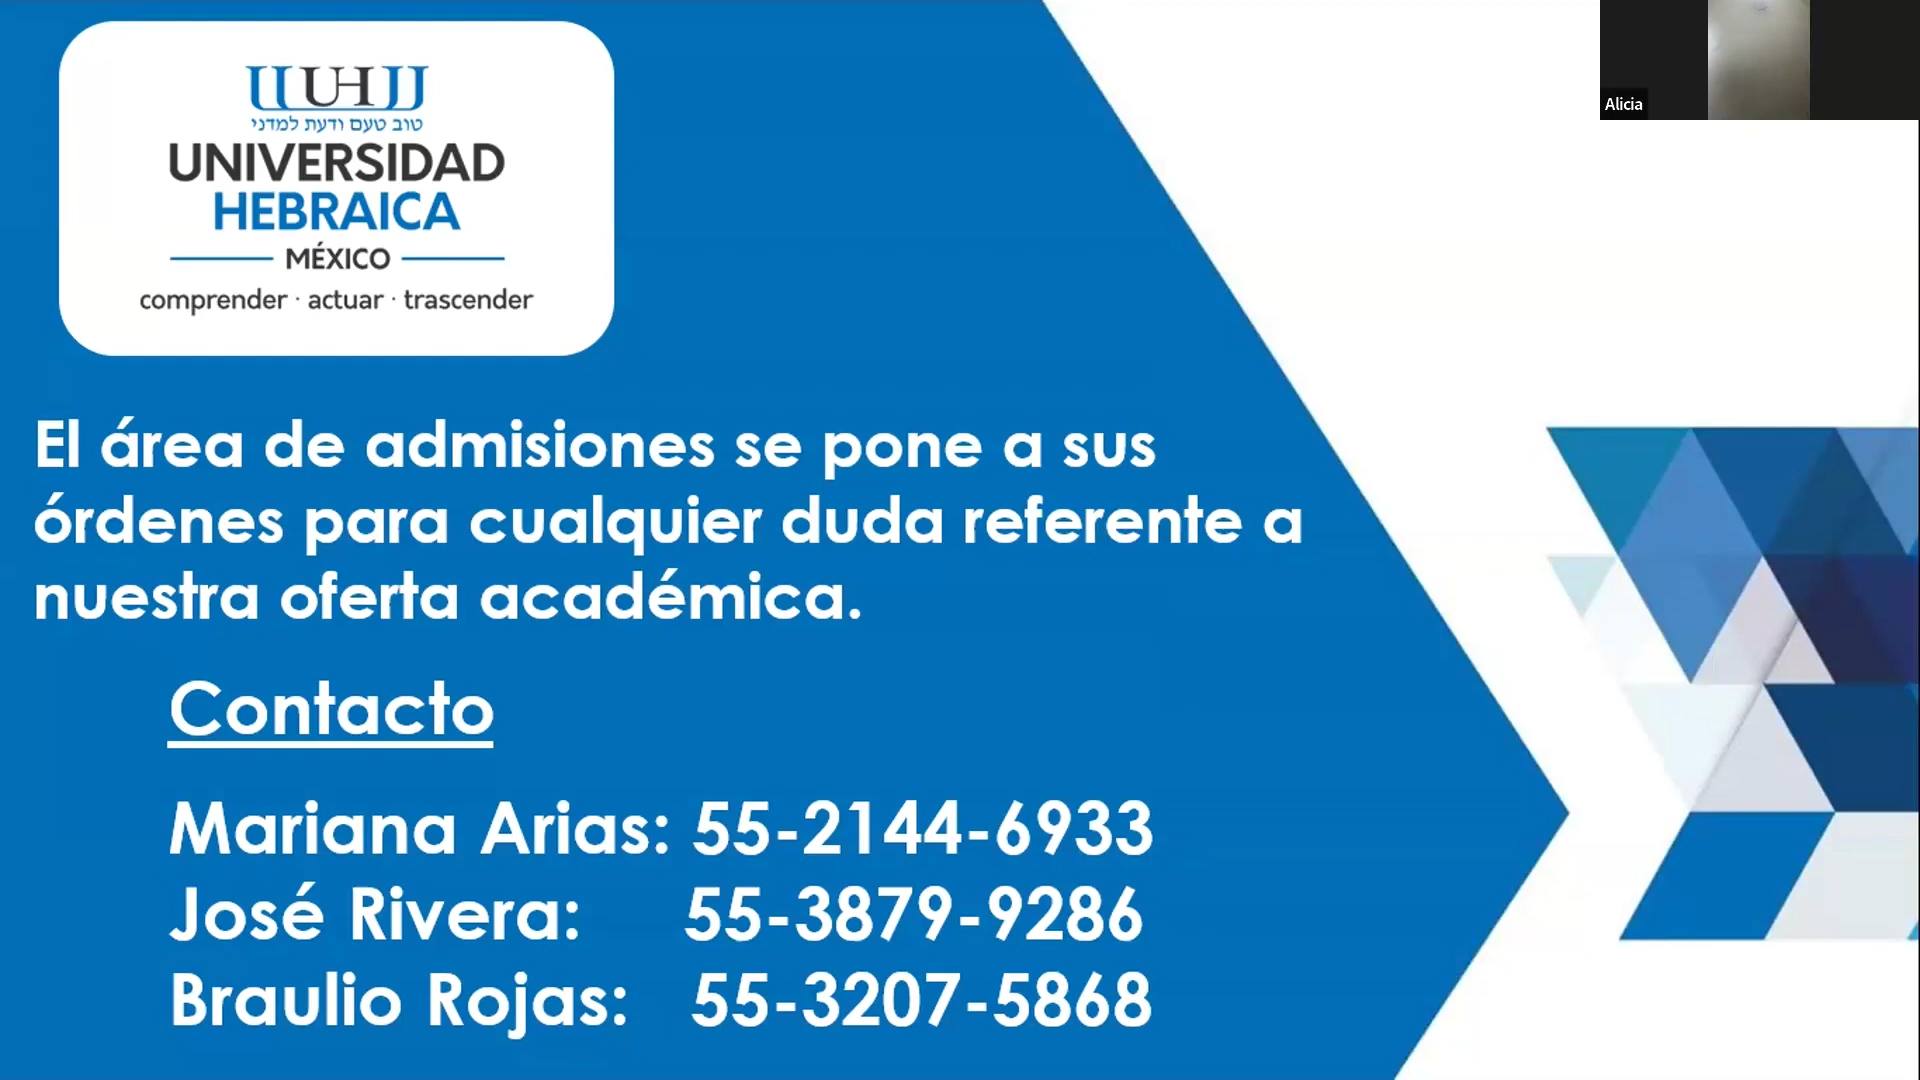 UH
טוב טעם ודעת למדני
UNIVERSIDAD
HEBRAICA
MÉXICO
comprender · actuar · trascender
Alicia
El área de admisiones se pone a sus
órdenes para cualquier duda referente a
nuestra oferta académica.
Contacto
Mariana Arias: 55-2144-6933
José Rivera: 55-3879-9286
Braulio Rojas: 55-3207-5868